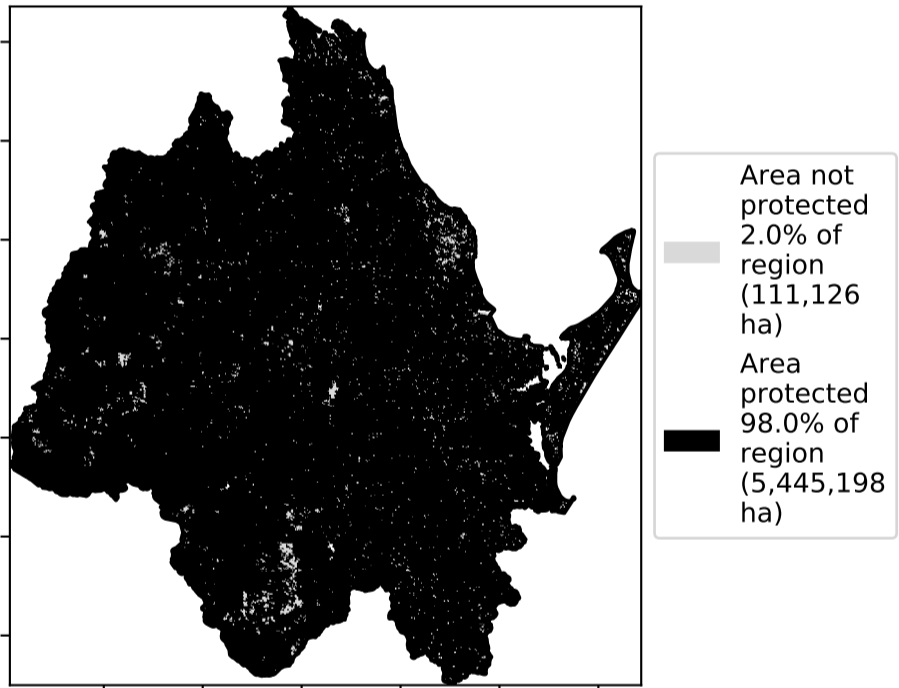 Area not
protected
2.0% of
region
(111,126
ha)
Area
protected
98.0% of
region
(5,445,198
ha)